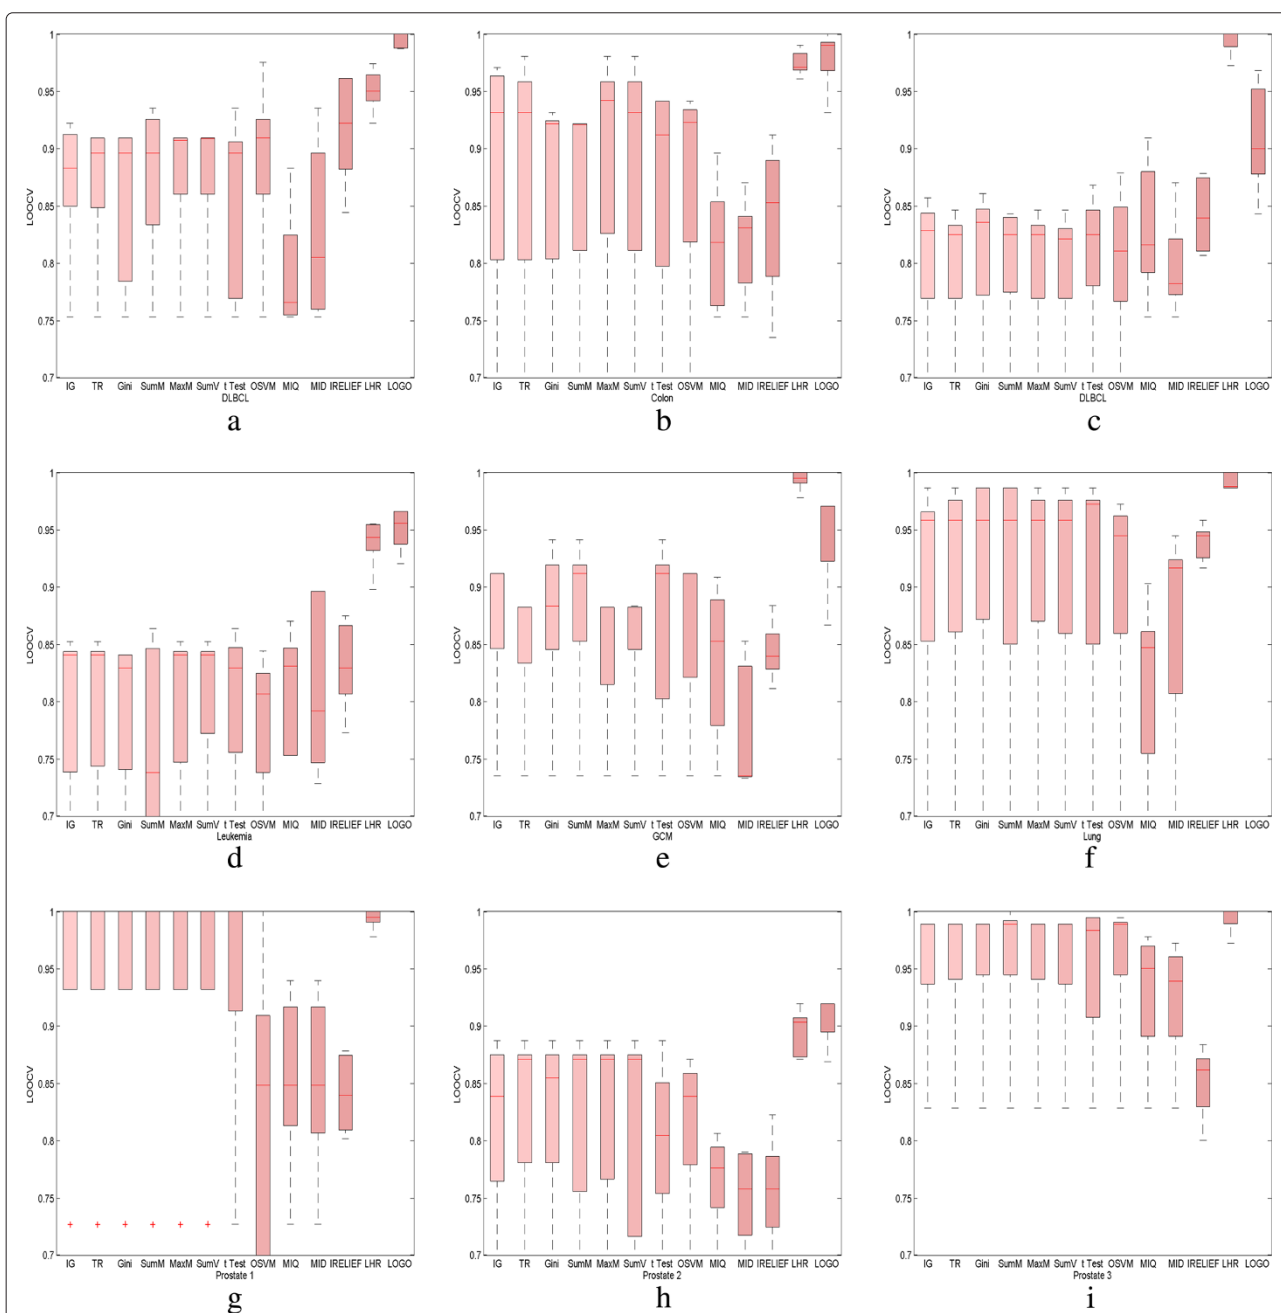 1
0.95
0.9
0.85
0.8
0.75
0.7
LOOCV
IG TR Gini SumM MaxM SumV t Test OSVM MIQ MID IRELIEF LHR LOGO
DLBCL
a
1
0.95
0.9
0.85
0.8
0.75
0.7
LOOCV
IG TR Gini SumM MaxM SumV t Test OSVM MIQ MID IRELIEF LHR LOGO
Colon
b
1
0.95
0.9
0.85
0.8
0.75
0.7
LOOCV
IG TR Gini SumM MaxM SumV t Test OSVM MIQ MID IRELIEF LHR LOGO
DLBCL
c
1
0.95
0.9
0.85
0.8
0.75
0.7
LOOCV
IG TR Gini SumM MaxM SumV t Test OSVM MIQ MID IRELIEF LHR LOGO
Leukemia
d
1
0.95
0.9
0.85
0.8
0.75
0.7
LOOCV
IG TR Gini SumM MaxM SumV t Test OSVM MIQ MID IRELIEF LHR LOGO
GCM
e
1
0.95
0.9
0.85
0.8
0.75
0.7
LOOCV
IG TR Gini SumM MaxM SumV t Test OSVM MIQ MID IRELIEF LHR LOGO
Lung
f
1
0.95
0.9
0.85
0.8
0.75
0.7
LOOCV
IG TR Gini SumM MaxM SumV t Test OSVM MIQ MID IRELIEF LHR LOGO
Prostate 1
g
1
0.95
0.9
0.85
0.8
0.75
0.7
LOOCV
IG TR Gini SumM MaxM SumV t Test OSVM MIQ MID IRELIEF LHR LOGO
Prostate 2
h
1
0.95
0.9
0.85
0.8
0.75
0.7
LOOCV
IG TR Gini SumM MaxM SumV t Test OSVM MIQ MID IRELIEF LHR LOGO
Prostate 3
i